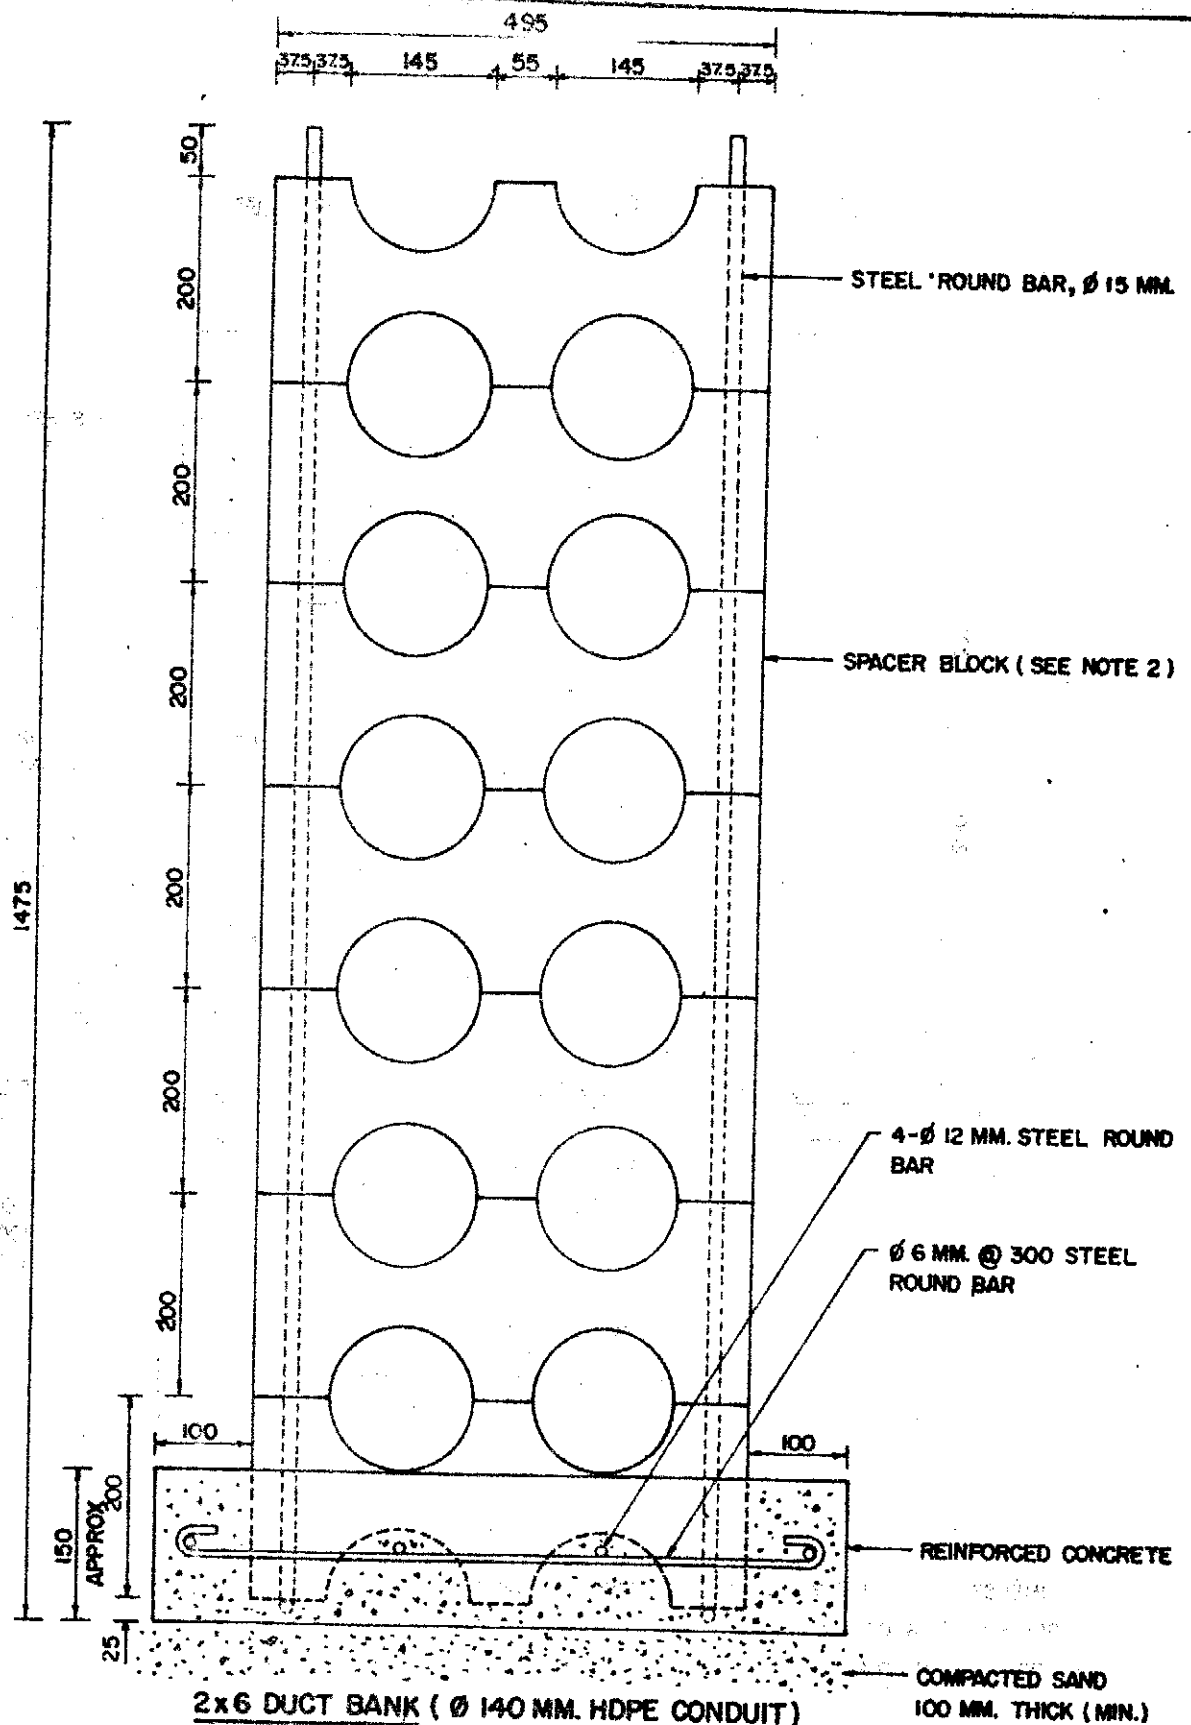 495
37.5 37.5 145 55 145 37.5 37.5
50
200
STEEL ROUND BAR, Ø 15 MM.
200
200
SPACER BLOCK ( SEE NOTE 2 )
200
1475
200
4-Ø 12 MM. STEEL ROUND
BAR
Ø 6 MM. @ 300 STEEL
ROUND BAR
200
100
100
200
150
APPROX
REINFORCED CONCRETE
25
COMPACTED SAND
100 MM. THICK (MIN.)
2x6 DUCT BANK ( Ø 140 MM. HDPE CONDUIT)